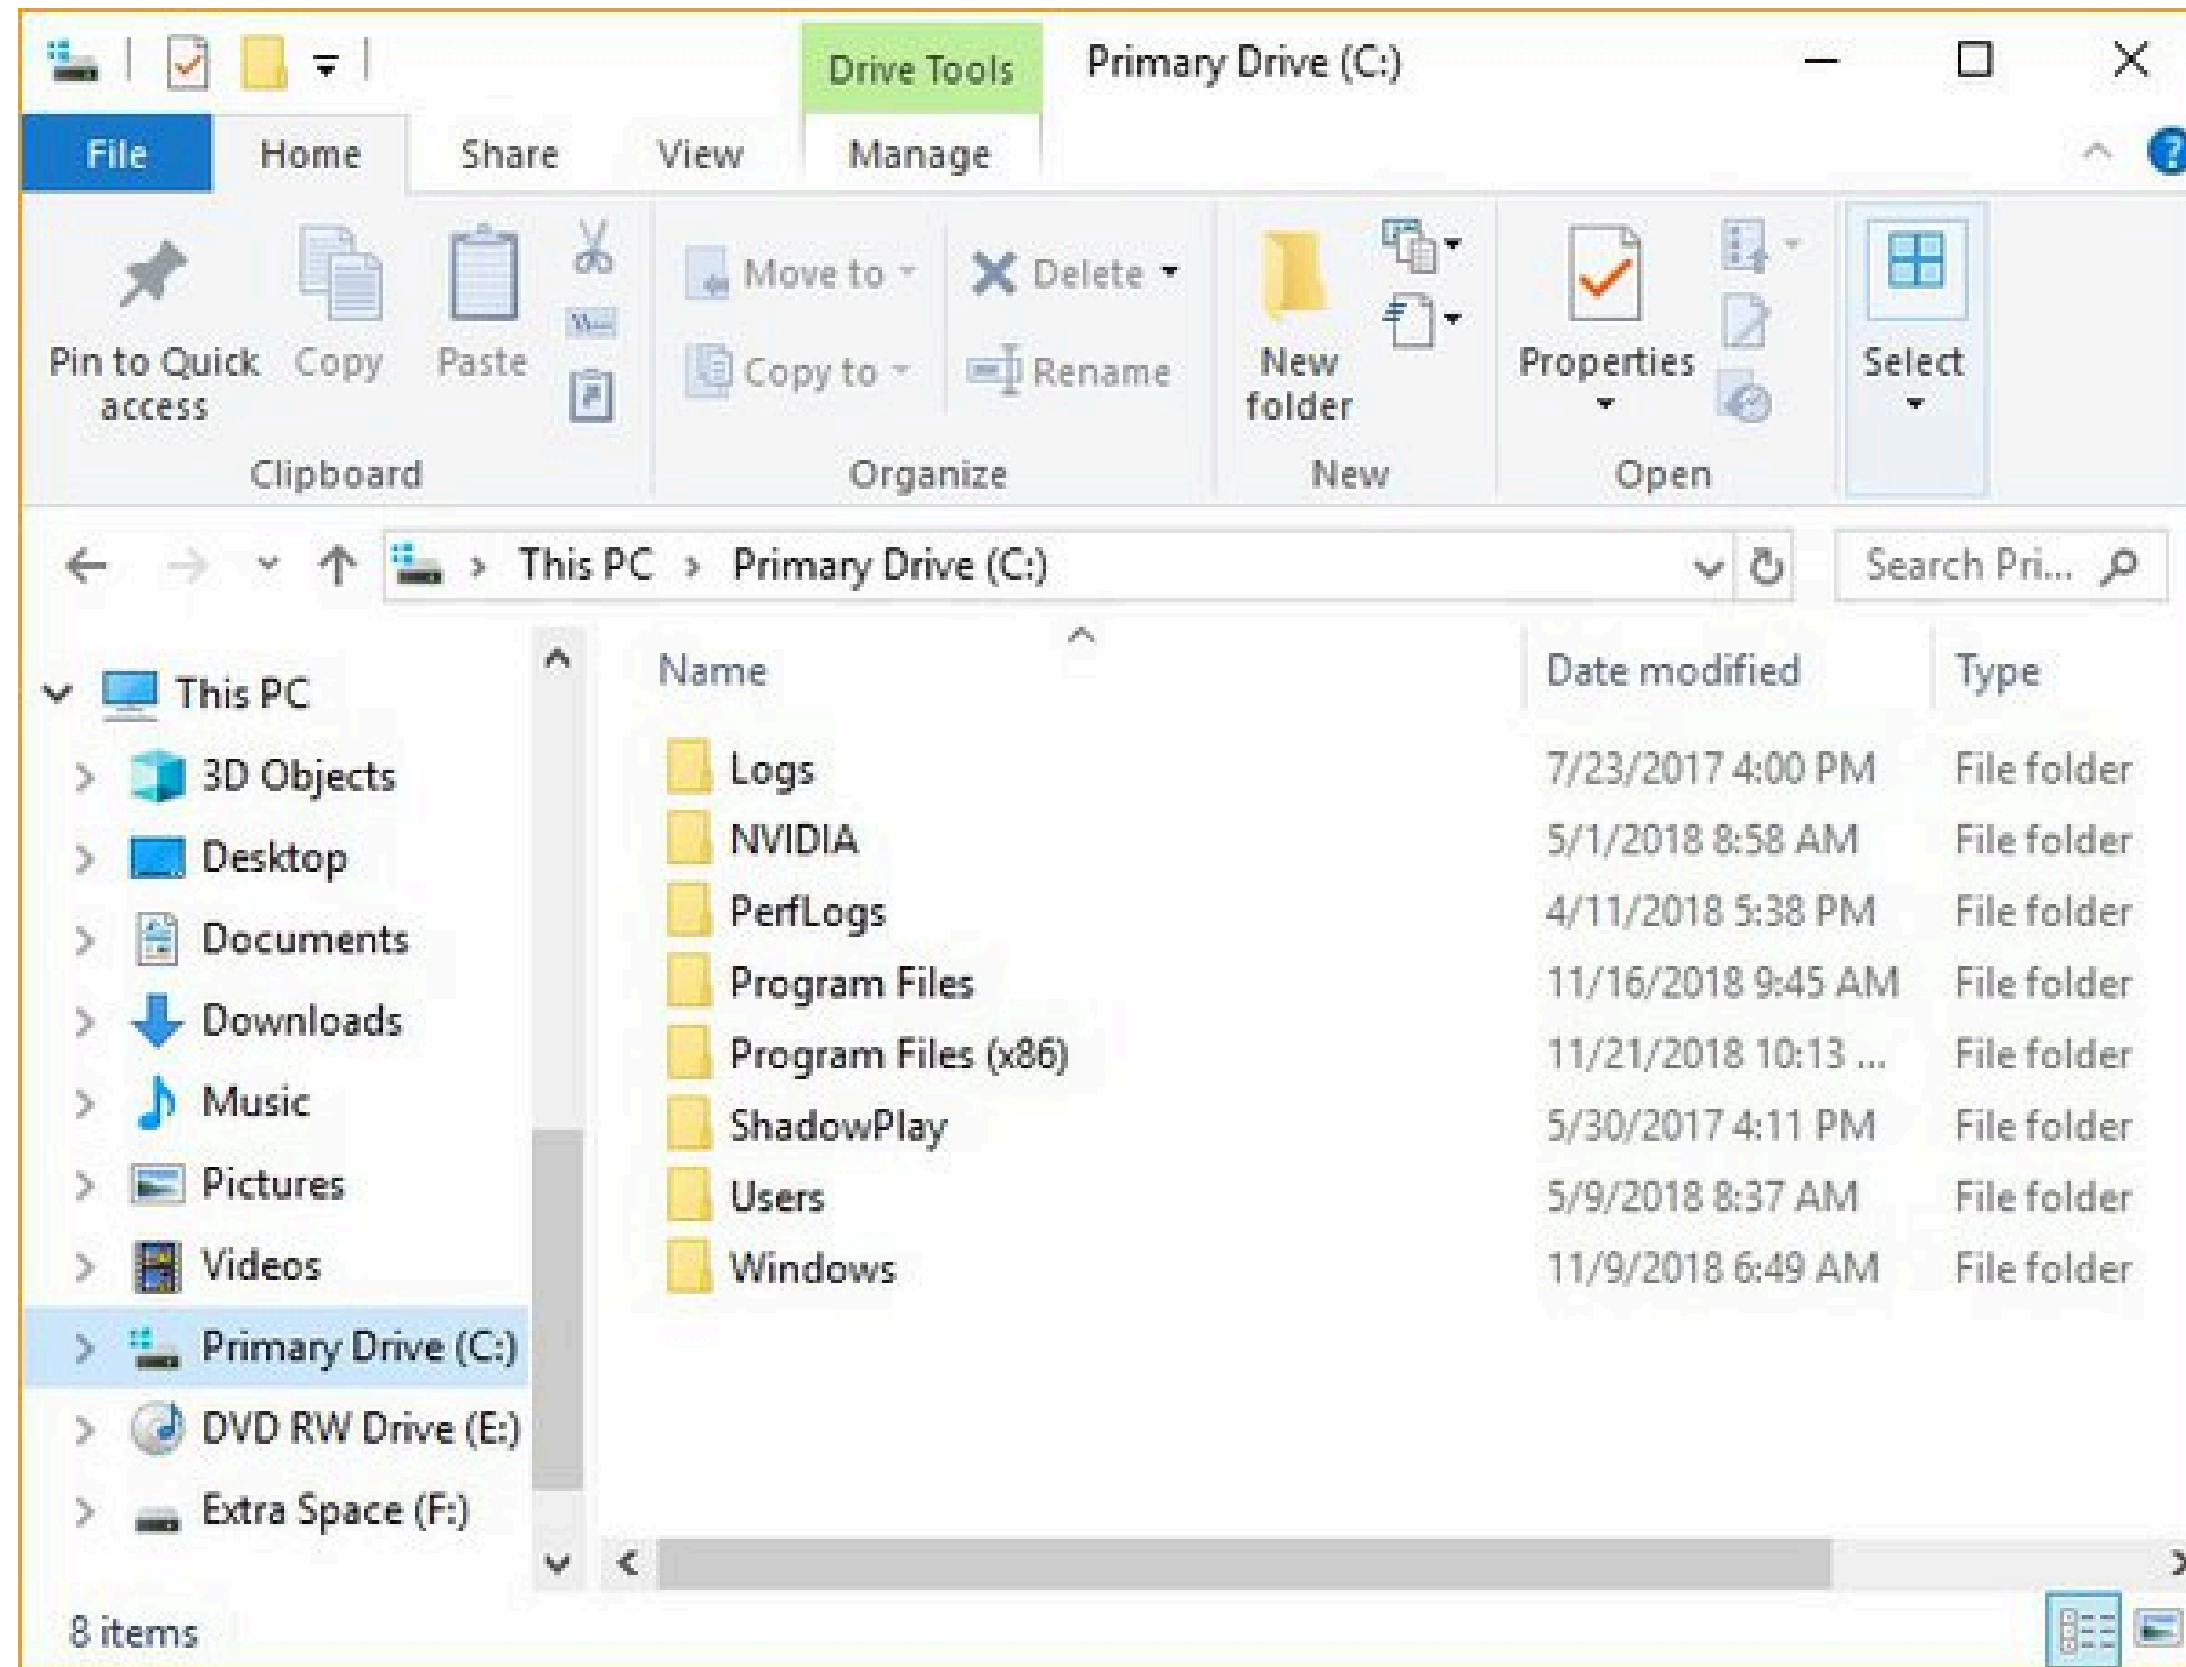 Drive Tools Primary Drive (C:)
File Home Share View Manage
Pin to Quick access Copy Paste
Move to Delete
Copy to Rename
New folder
Properties
Select
Clipboard Organize New Open
This PC > Primary Drive (C:) Search Pri...
This PC
3D Objects
Desktop
Documents
Downloads
Music
Pictures
Videos
Primary Drive (C:)
DVD RW Drive (E:)
Extra Space (F:)
Name Date modified Type
Logs 7/23/2017 4:00 PM File folder
NVIDIA 5/1/2018 8:58 AM File folder
PerfLogs 4/11/2018 5:38 PM File folder
Program Files 11/16/2018 9:45 AM File folder
Program Files (x86) 11/21/2018 10:13 ... File folder
ShadowPlay 5/30/2017 4:11 PM File folder
Users 5/9/2018 8:37 AM File folder
Windows 11/9/2018 6:49 AM File folder
8 items